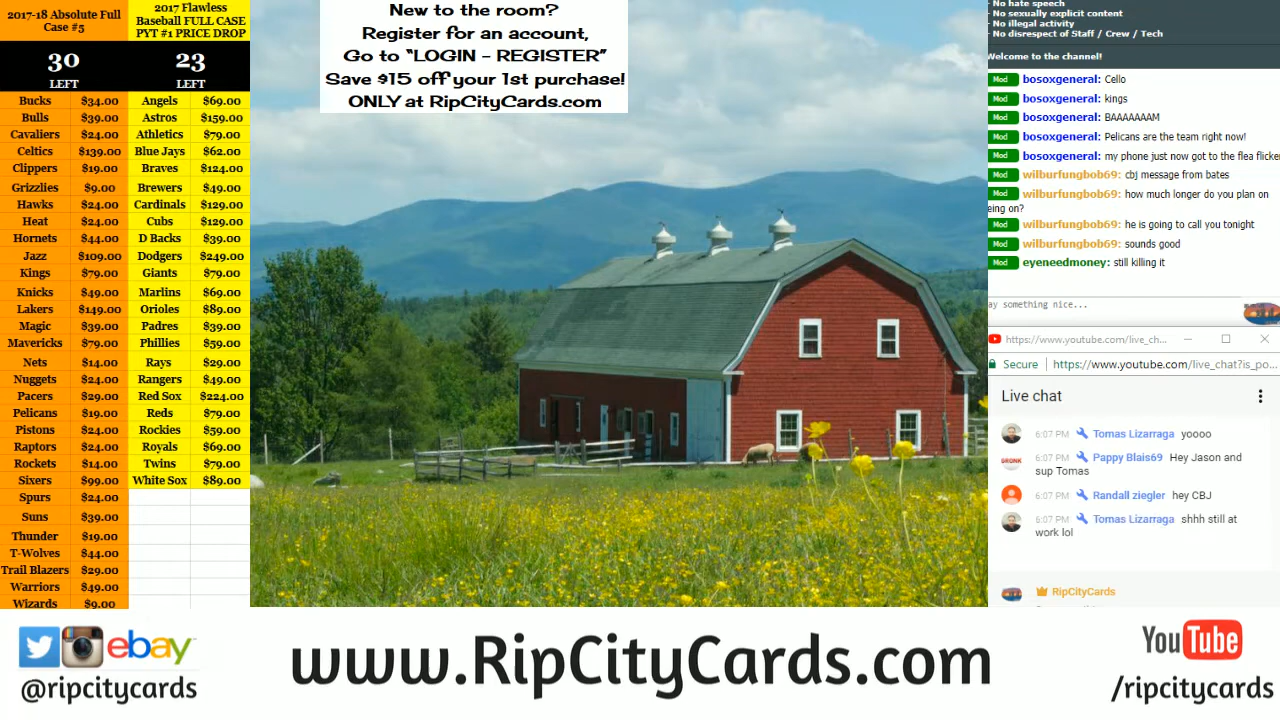 2017-18 Absolute Full
Case #5
30
LEFT
Bucks $34.00
Bulls $39.00
Cavaliers $24.00
Celtics $139.00
Clippers $19.00
Grizzlies $9.00
Hawks $24.00
Heat $24.00
Hornets $44.00
Jazz $109.00
Kings $79.00
Knicks $49.00
Lakers $149.00
Magic $39.00
Mavericks $79.00
Nets $14.00
Nuggets $24.00
Pacers $29.00
Pelicans $19.00
Pistons $24.00
Raptors $24.00
Rockets $14.00
Sixers $99.00
Spurs $24.00
Suns $39.00
Thunder $19.00
T-Wolves $44.00
Trail Blazers $29.00
Warriors $49.00
Wizards $9.00
2017 Flawless
Baseball FULL CASE
PYT #1 PRICE DROP
23
LEFT
Angels $69.00
Astros $159.00
Athletics $79.00
Blue Jays $62.00
Braves $124.00
Brewers $49.00
Cardinals $129.00
Cubs $129.00
D Backs $39.00
Dodgers $249.00
Giants $79.00
Marlins $69.00
Orioles $89.00
Padres $39.00
Phillies $59.00
Rays $29.00
Rangers $49.00
Red Sox $224.00
Reds $79.00
Rockies $59.00
Royals $69.00
Twins $79.00
White Sox $89.00
New to the room?
Register for an account,
Go to "LOGIN - REGISTER"
Save $15 off your 1st purchase!
ONLY at RipCityCards.com
- No hate speech
- No sexually explicit content
- No illegal activity
- No disrespect of Staff / Crew / Tech
Welcome to the channel!
Mod bosoxgeneral: Cello
Mod bosoxgeneral: kings
Mod bosoxgeneral: BAAAAAAM
Mod bosoxgeneral: Pelicans are the team right now!
Mod bosoxgeneral: my phone just now got to the flea flicke
Mod wilburfungbob69: cbj message from bates
Mod wilburfungbob69: how much longer do you plan on
eing on?
Mod wilburfungbob69: he is going to call you tonight
Mod wilburfungbob69: sounds good
Mod eyeneedmoney: still killing it
ay something nice...
https://www.youtube.com/live_ch...
Secure https://www.youtube.com/live_chat?is_po...
Live chat
6:07 PM Tomas Lizarraga yoooo
6:07 PM Pappy Blais69 Hey Jason and
sup Tomas
6:07 PM Randall ziegler hey CBJ
6:07 PM Tomas Lizarraga shhh still at
work lol
RipCityCards
ebay
@ripcitycards
www.RipCityCards.com
YouTube
/ripcitycards